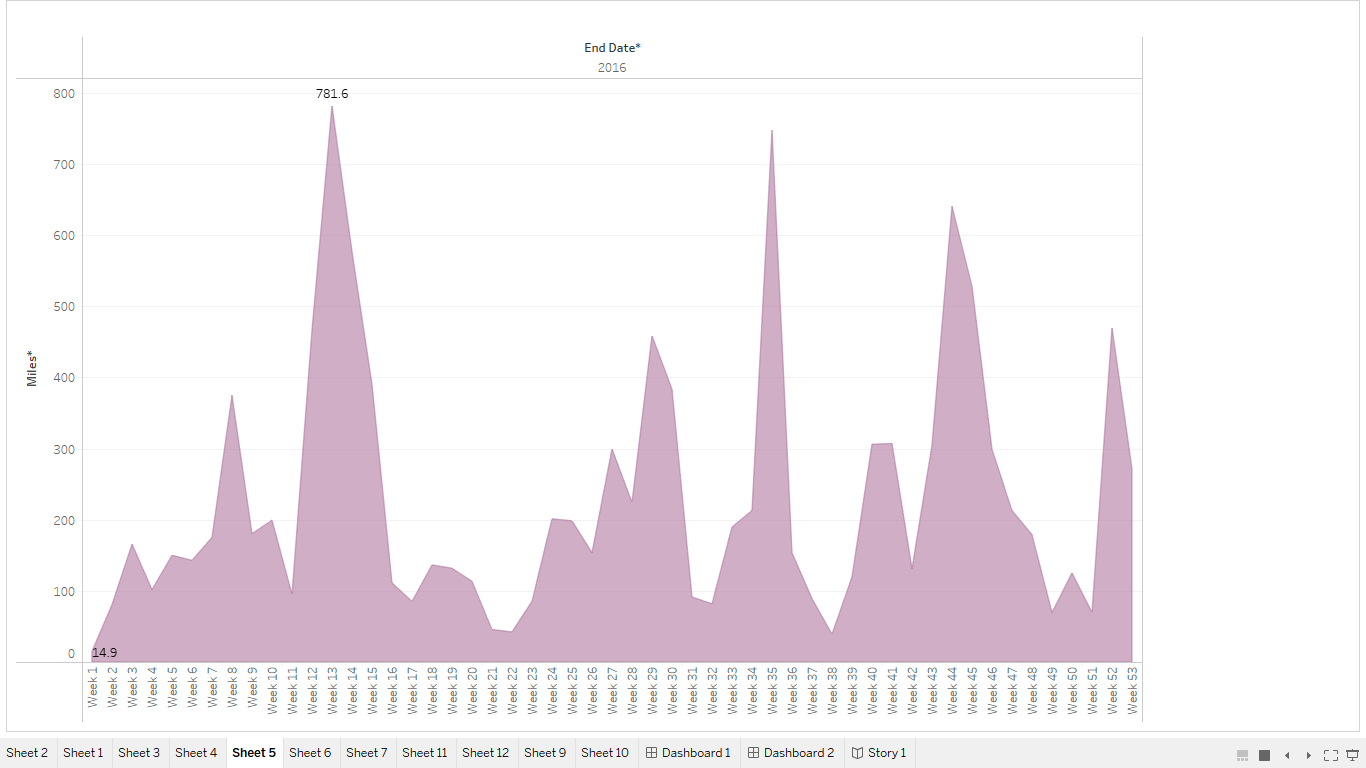 End Date*
2016
800
781.6
700
600
500
400
300
200
100
0
14.9
Miles*
Week 1
Week 2
Week 3
Week 4
Week 5
Week 6
Week 7
Week 8
Week 9
Week 10
Week 11
Week 12
Week 13
Week 14
Week 15
Week 16
Week 17
Week 18
Week 19
Week 20
Week 21
Week 22
Week 23
Week 24
Week 25
Week 26
Week 27
Week 28
Week 29
Week 30
Week 31
Week 32
Week 33
Week 34
Week 35
Week 36
Week 37
Week 38
Week 39
Week 40
Week 41
Week 42
Week 43
Week 44
Week 45
Week 46
Week 47
Week 48
Week 49
Week 50
Week 51
Week 52
Week 53
Sheet 2 Sheet 1 Sheet 3 Sheet 4 Sheet 5 Sheet 6 Sheet 7 Sheet 11 Sheet 12 Sheet 9 Sheet 10 Dashboard 1 Dashboard 2 Story 1